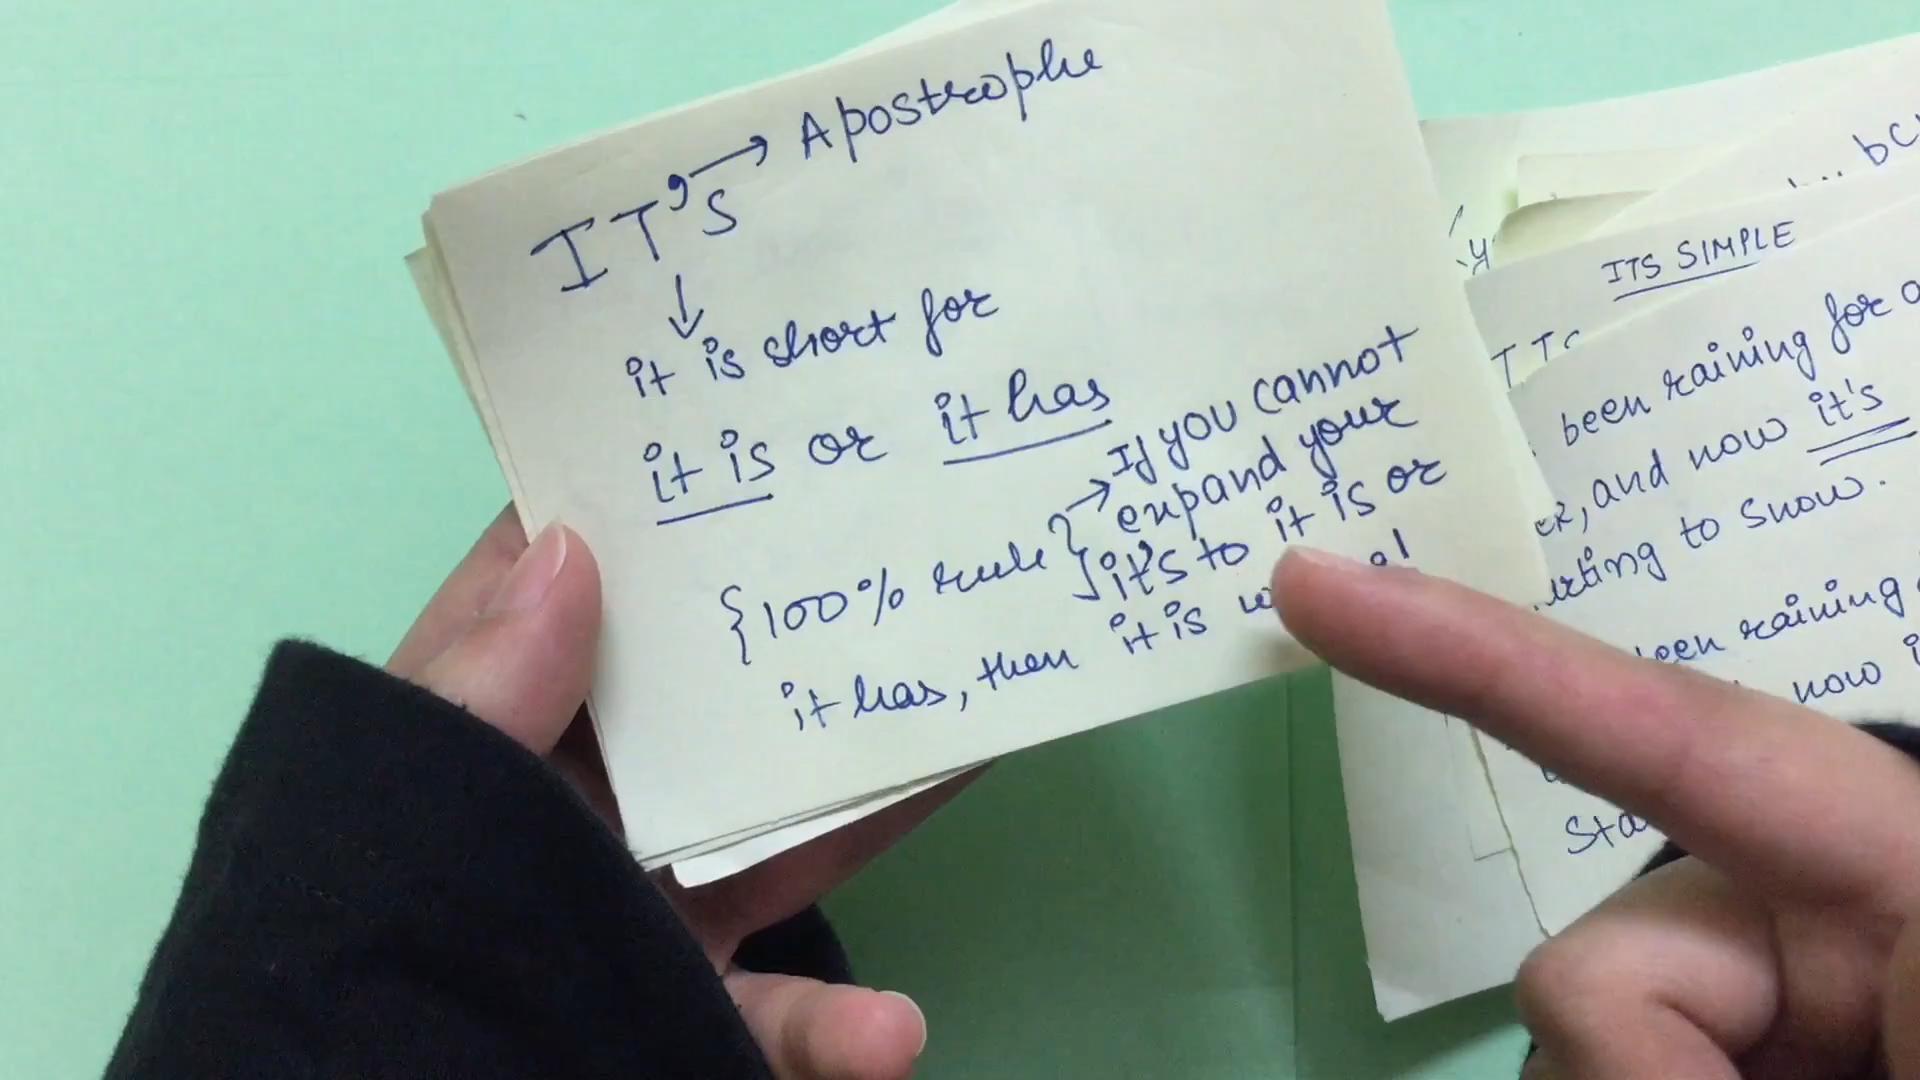 IT's → Apostrophe
it is short for
it is or it has
{100% rule} → If you cannot
expand your
it's to it is or
it has, then it is
bc
ITS SIMPLE
been raining for a
and now it's
to snow.
been raining
now